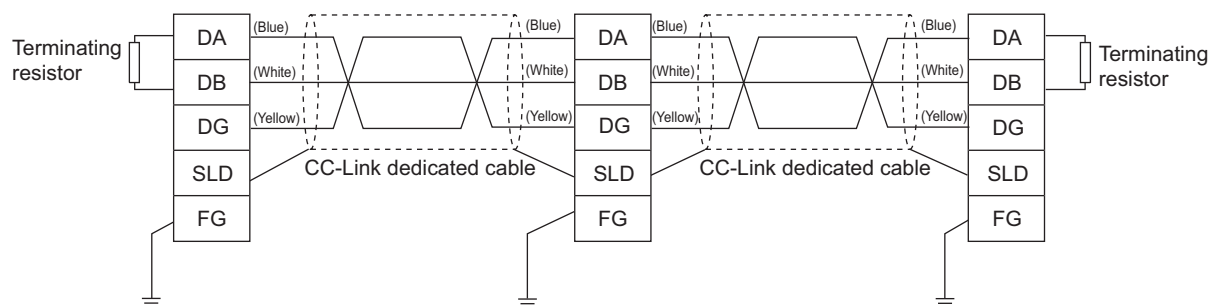 Terminating
resistor
DA
DB
DG
SLD
FG
(Blue)
(White)
(Yellow)
(Blue)
(White)
(Yellow)
CC-Link dedicated cable
DA
DB
DG
SLD
FG
(Blue)
(White)
(Yellow)
(Blue)
(White)
(Yellow)
CC-Link dedicated cable
DA
DB
DG
SLD
FG
Terminating
resistor